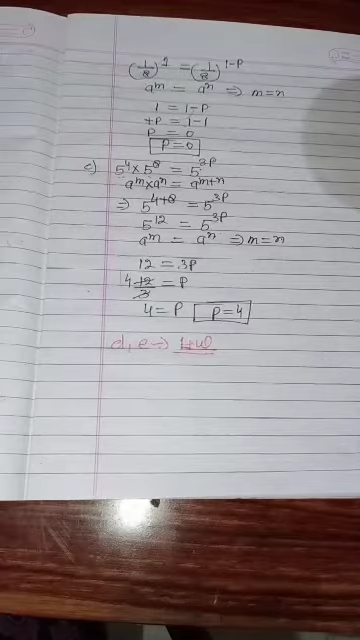 (1/8)^1 = (1/8)^1-P
a^m = a^n ⇒ m=n
1 = 1-P
+P = 1-1
P = 0
P=0
c) 5^4 × 5^8 = 5^3P
a^m × a^n = a^m+n
⇒ 5^4+8 = 5^3P
5^12 = 5^3P
a^m = a^n ⇒ m=n
12 = 3P
4 12/3 = P
4 = P P=4
d, e ⇒ H.W